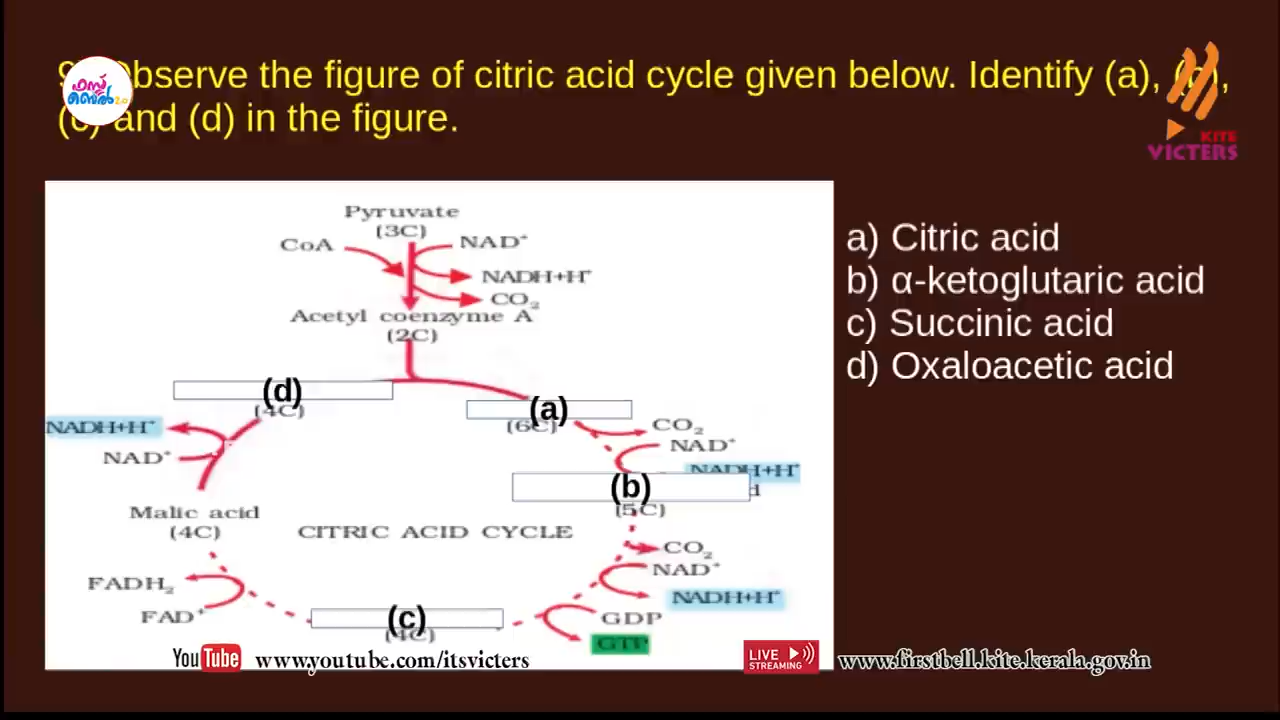 ഫസ്റ്റ്
ബെൽ 2.0
Observe the figure of citric acid cycle given below. Identify (a),
(c) and (d) in the figure.
KITE
VICTERS
Pyruvate
(3C)
CoA
NAD⁺
NADH+H⁺
CO₂
Acetyl coenzyme A
(2C)
a) Citric acid
b) α-ketoglutaric acid
c) Succinic acid
d) Oxaloacetic acid
(d)
(4C)
(a)
(6C)
NADH+H⁺
NAD⁺
CO₂
NAD⁺
NADH+H⁺
(b)
(5C)
Malic acid
(4C)
CITRIC ACID CYCLE
CO₂
NAD⁺
NADH+H⁺
FADH₂
FAD⁺
(c)
(4C)
GDP
GTP
YouTube www.youtube.com/itsvicters
LIVE
STREAMING
www.firstbell.kite.kerala.gov.in